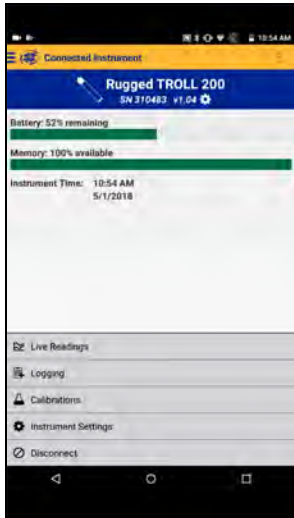 10:54 AM
Connected Instrument
Rugged TROLL 200
SN 310483 v1.04
Battery: 52% remaining
Memory: 100% available
Instrument Time: 10:54 AM
5/1/2018
Live Readings
Logging
Calibrations
Instrument Settings
Disconnect